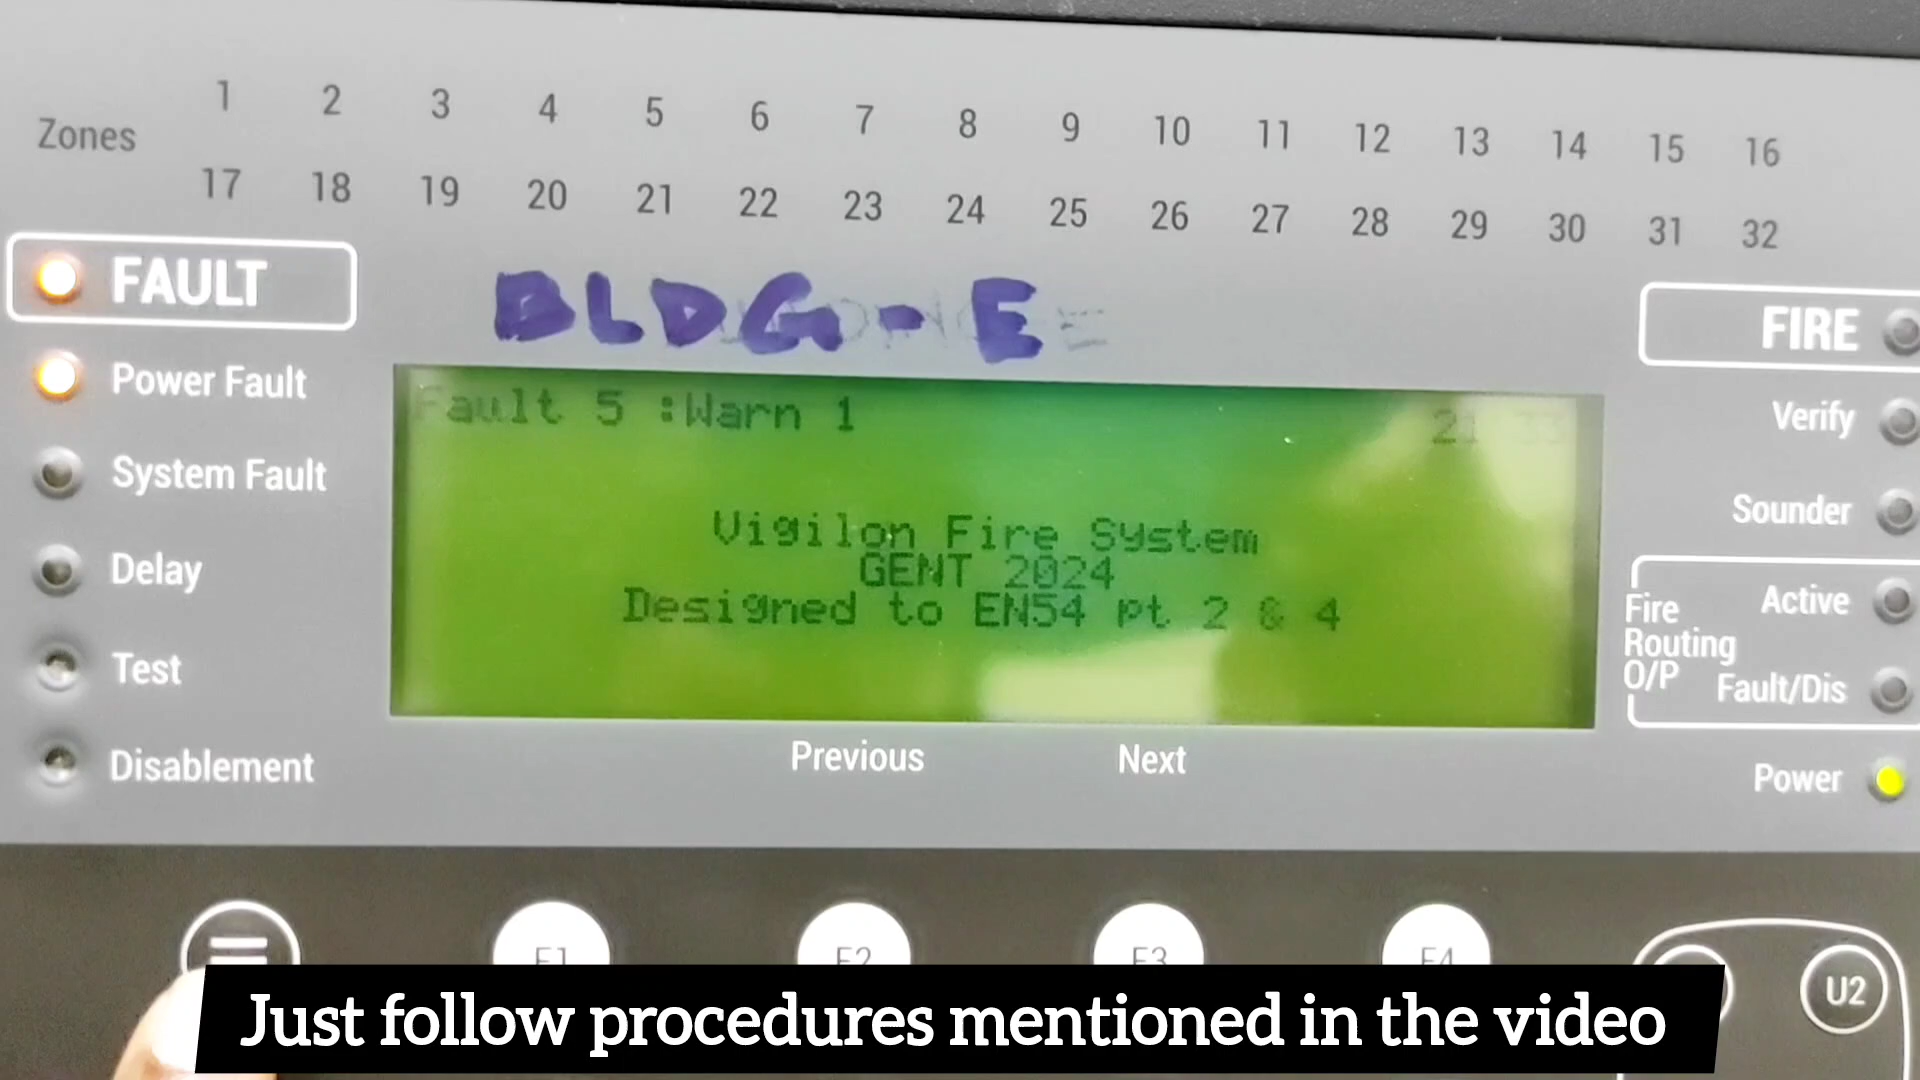 Zones
1 2 3 4 5 6 7 8 9 10 11 12 13 14 15 16
17 18 19 20 21 22 23 24 25 26 27 28 29 30 31 32
FAULT
Power Fault
System Fault
Delay
Test
Disablement
BLDG-E
Fault 5 :Warn 1
Vigilon Fire System
GENT 2024
Designed to EN54 pt 2 & 4
Previous Next
FIRE
Verify
Sounder
Fire
Routing
O/P
Active
Fault/Dis
Power
F1 F2 F3 F4
U2
Just follow procedures mentioned in the video